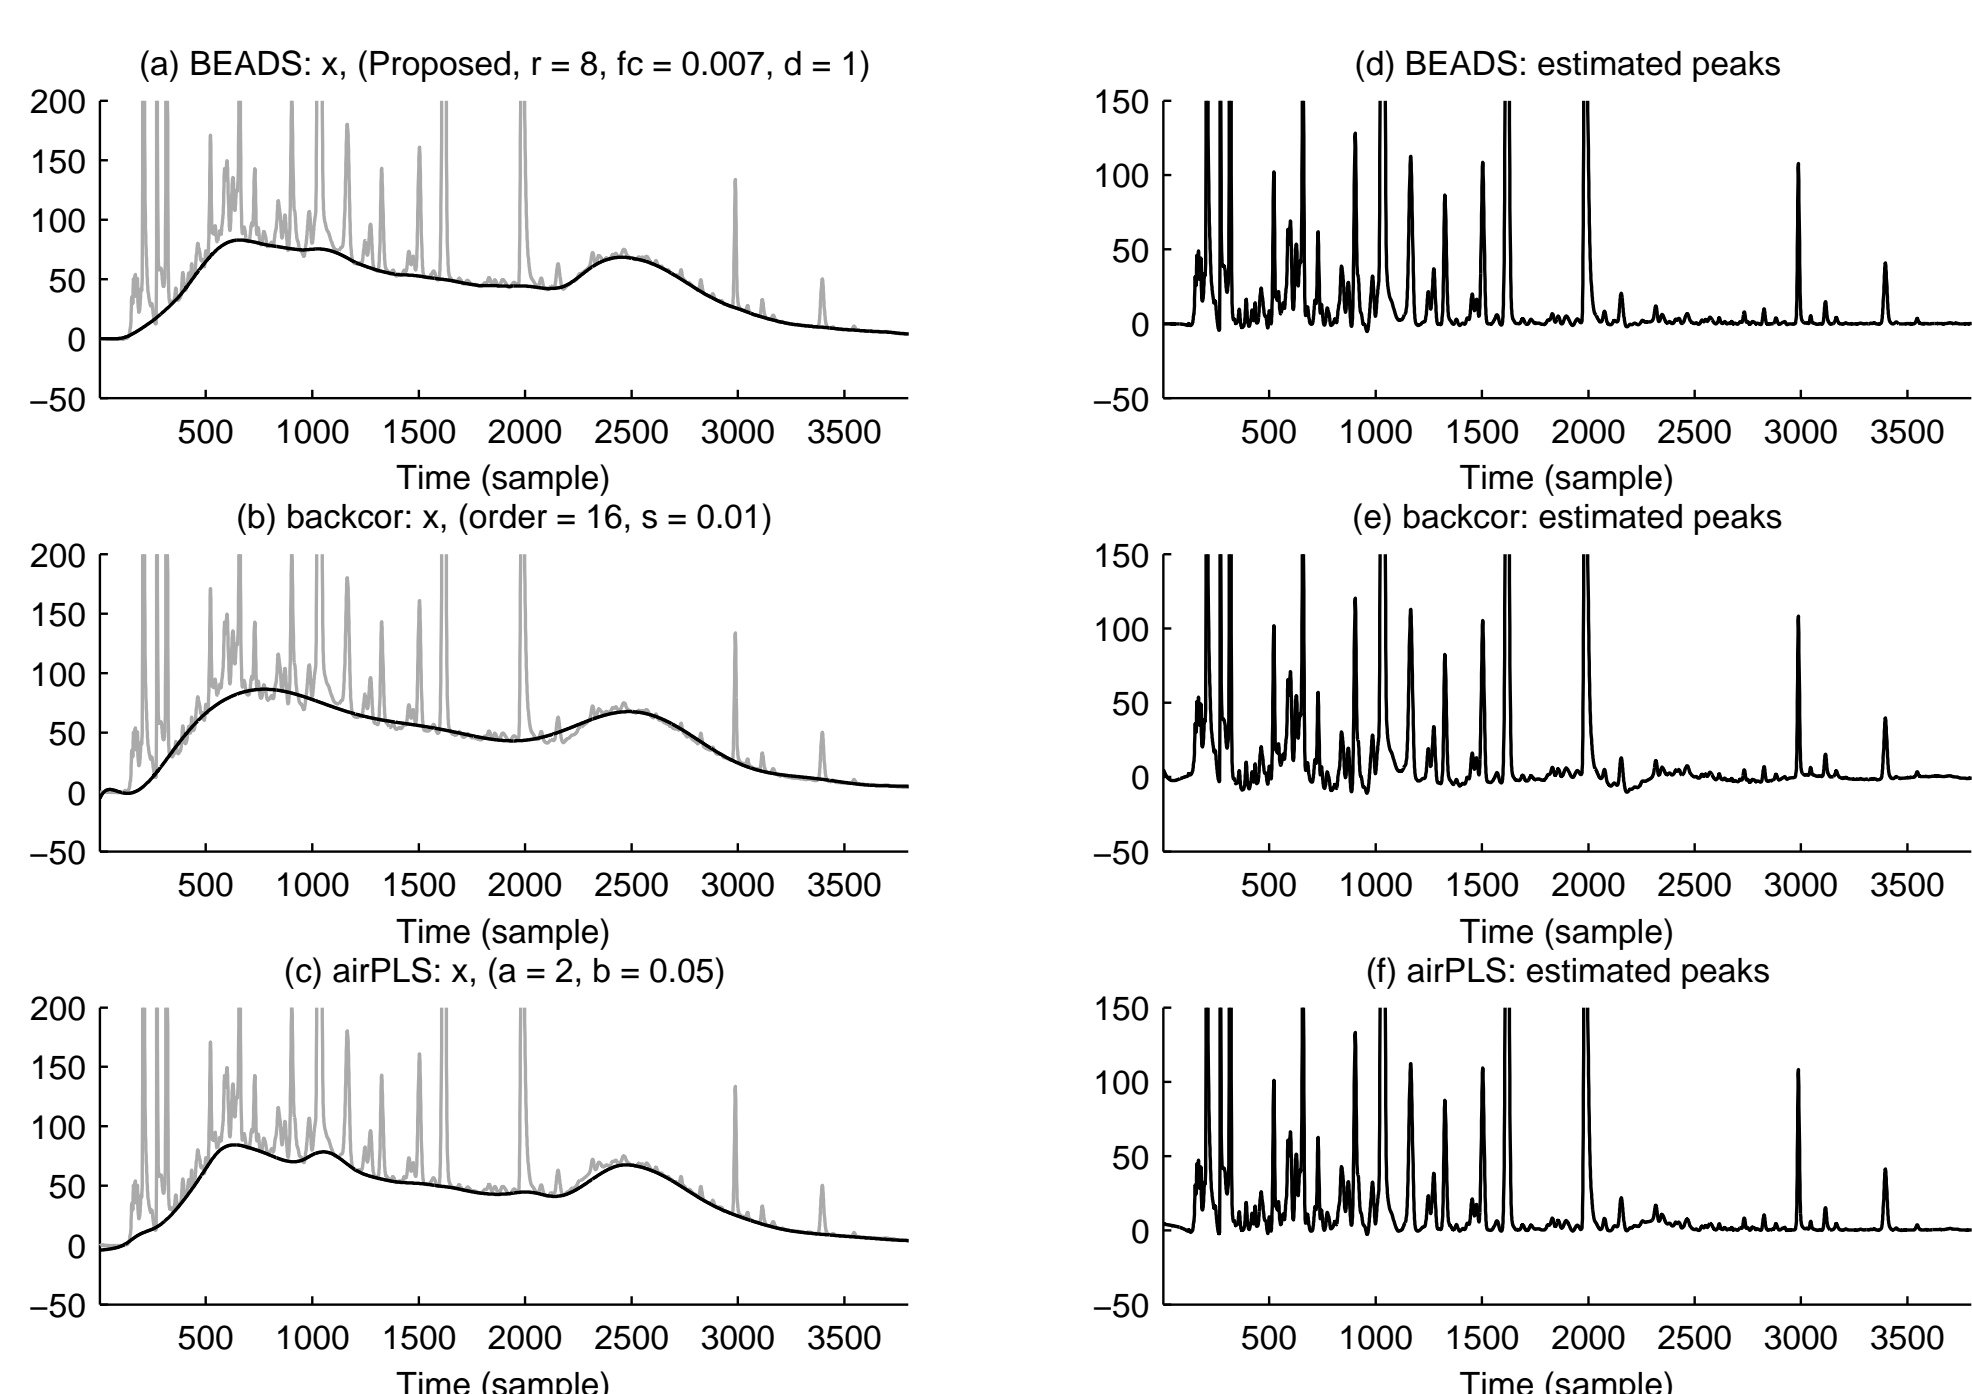 (a) BEADS: x, (Proposed, r = 8, fc = 0.007, d = 1)
200
150
100
50
0
–50
500 1000 1500 2000 2500 3000 3500
Time (sample)
(d) BEADS: estimated peaks
150
100
50
0
–50
500 1000 1500 2000 2500 3000 3500
Time (sample)
(b) backcor: x, (order = 16, s = 0.01)
200
150
100
50
0
–50
500 1000 1500 2000 2500 3000 3500
Time (sample)
(e) backcor: estimated peaks
150
100
50
0
–50
500 1000 1500 2000 2500 3000 3500
Time (sample)
(c) airPLS: x, (a = 2, b = 0.05)
200
150
100
50
0
–50
500 1000 1500 2000 2500 3000 3500
Time (sample)
(f) airPLS: estimated peaks
150
100
50
0
–50
500 1000 1500 2000 2500 3000 3500
Time (sample)